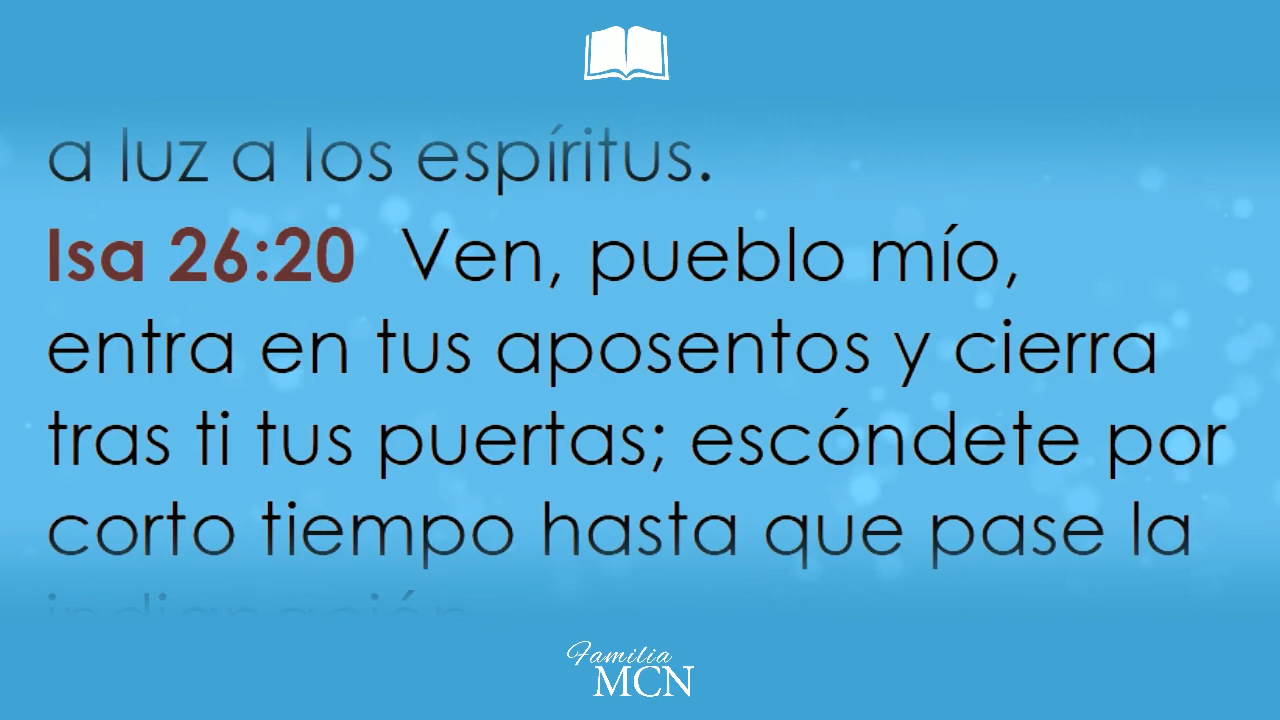 a luz a los espíritus.
Isa 26:20 Ven, pueblo mío,
entra en tus aposentos y cierra
tras ti tus puertas; escóndete por
corto tiempo hasta que pase la
indignación
Familia
MCN